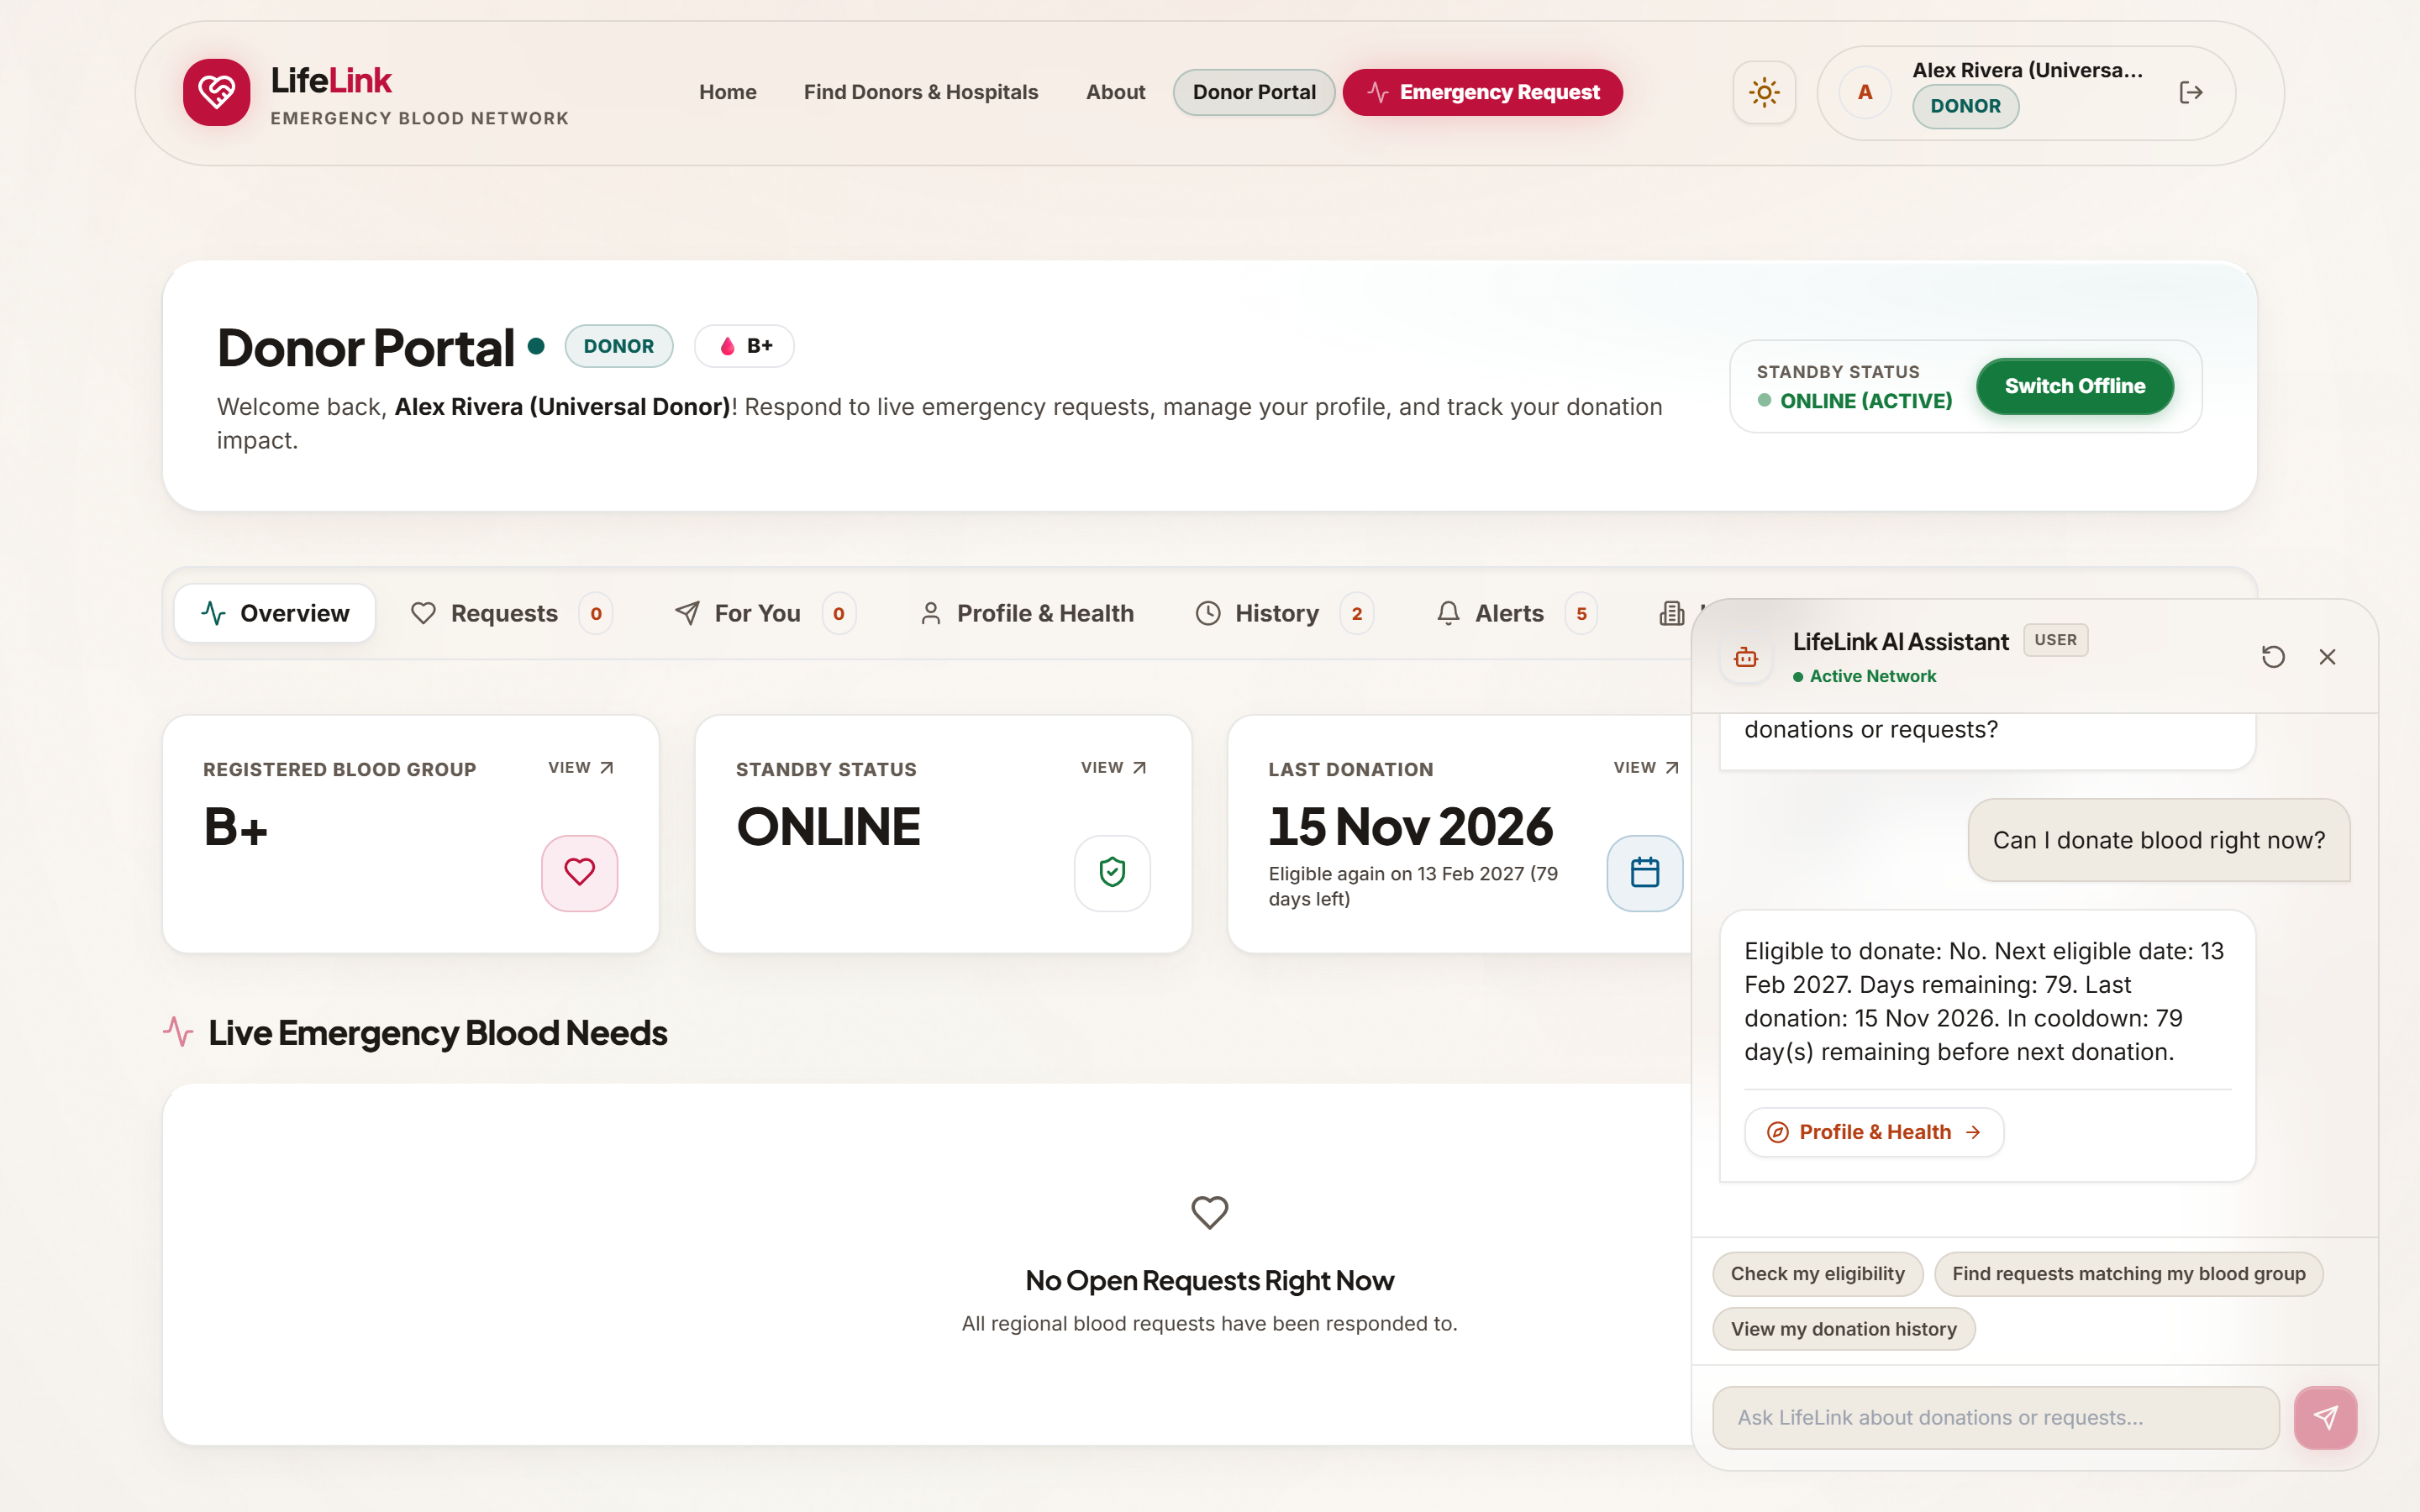 LifeLink
EMERGENCY BLOOD NETWORK
Home
Find Donors & Hospitals
About
Donor Portal
Emergency Request
A
Alex Rivera (Universa...
DONOR
Donor Portal
DONOR
B+
Welcome back, Alex Rivera (Universal Donor)! Respond to live emergency requests, manage your profile, and track your donation
impact.
STANDBY STATUS
ONLINE (ACTIVE)
Switch Offline
Overview
Requests 0
For You 0
Profile & Health
History 2
Alerts 5
REGISTERED BLOOD GROUP
VIEW
B+
STANDBY STATUS
VIEW
ONLINE
LAST DONATION
VIEW
15 Nov 2026
Eligible again on 13 Feb 2027 (79
days left)
Live Emergency Blood Needs
No Open Requests Right Now
All regional blood requests have been responded to.
LifeLink AI Assistant
USER
Active Network
donations or requests?
Can I donate blood right now?
Eligible to donate: No. Next eligible date: 13
Feb 2027. Days remaining: 79. Last
donation: 15 Nov 2026. In cooldown: 79
day(s) remaining before next donation.
Profile & Health
Check my eligibility
Find requests matching my blood group
View my donation history
Ask LifeLink about donations or requests...